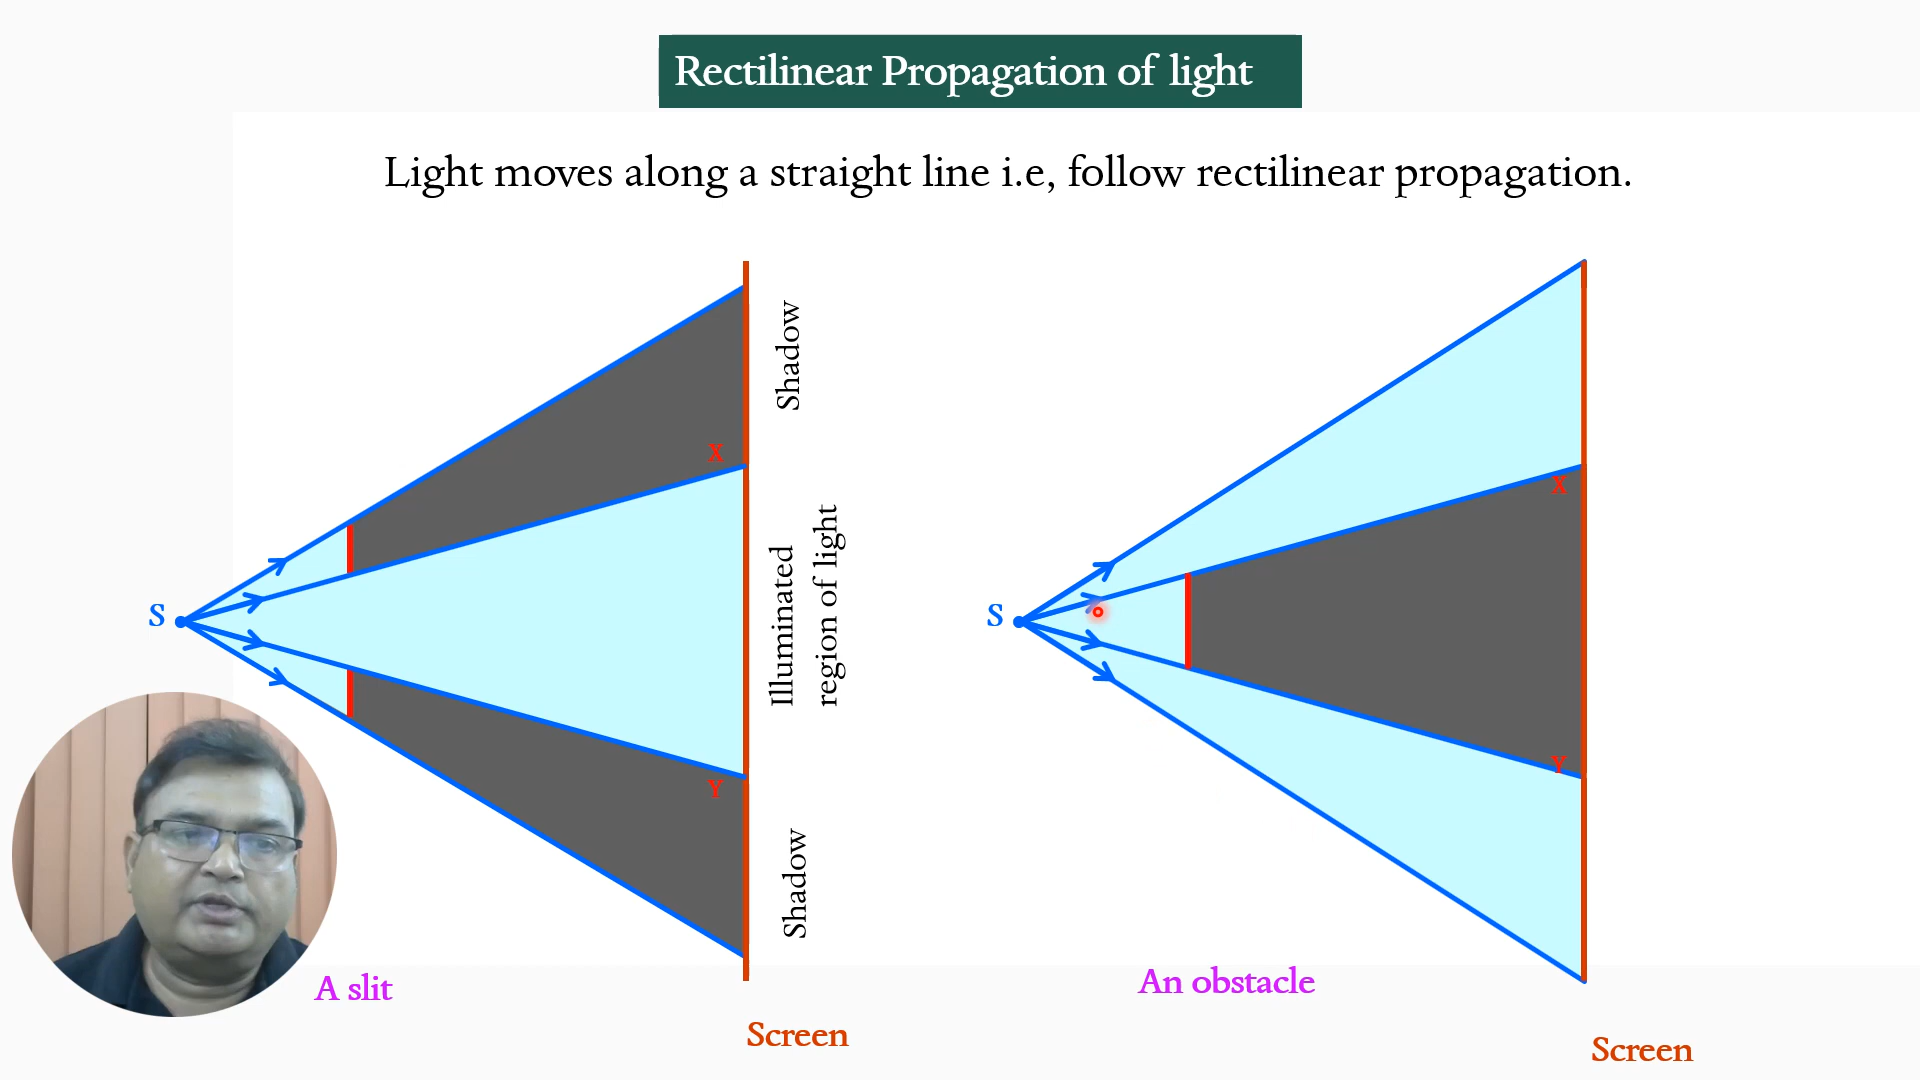 Rectilinear Propagation of light
Light moves along a straight line i.e, follow rectilinear propagation.
S
X
Y
Shadow
Illuminated
region of light
Shadow
A slit
Screen
S
X
Y
An obstacle
Screen